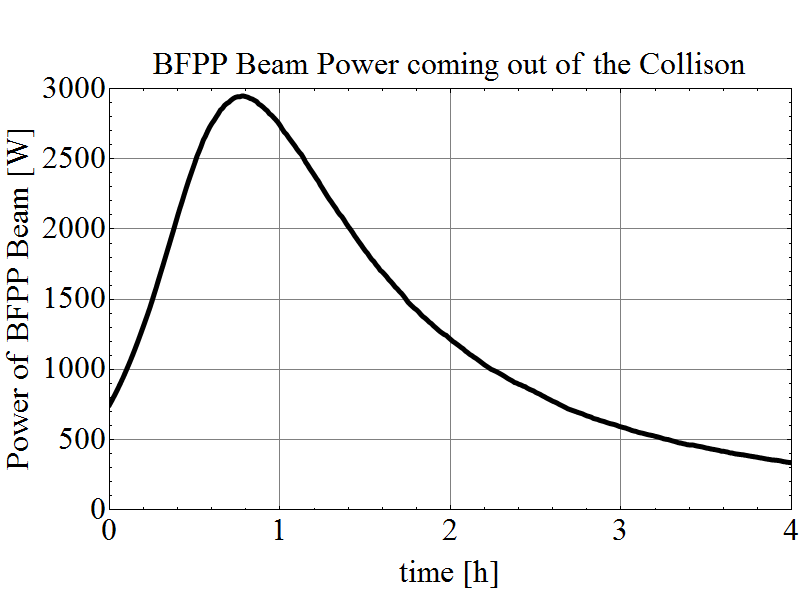 BFPP Beam Power coming out of the Collison
Power of BFPP Beam [W]
3000
2500
2000
1500
1000
500
0
0 1 2 3 4
time [h]